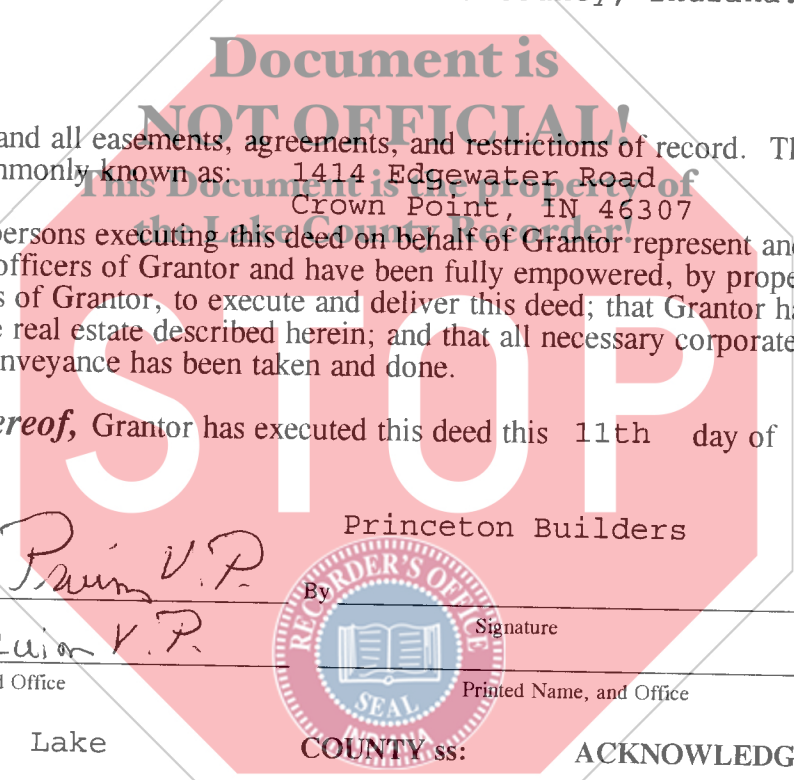 Indiana.
Document is
NOT OFFICIAL!
and all easements, agreements, and restrictions of record. Th
mmonly known as: 1414 Edgewater Road
This Document is the property of
Crown Point, IN 46307
the Lake County Recorder!
persons executing this deed on behalf of Grantor represent and
officers of Grantor and have been fully empowered, by prope
s of Grantor, to execute and deliver this deed; that Grantor ha
e real estate described herein; and that all necessary corporate
onveyance has been taken and done.
STOP
ereof, Grantor has executed this deed this 11th day of
Princeton Builders
V.P.
By
RECORDER'S OFFICE
Signature
V.P.
d Office
Printed Name, and Office
SEAL
INDIANA
Lake COUNTY ss: ACKNOWLEDG